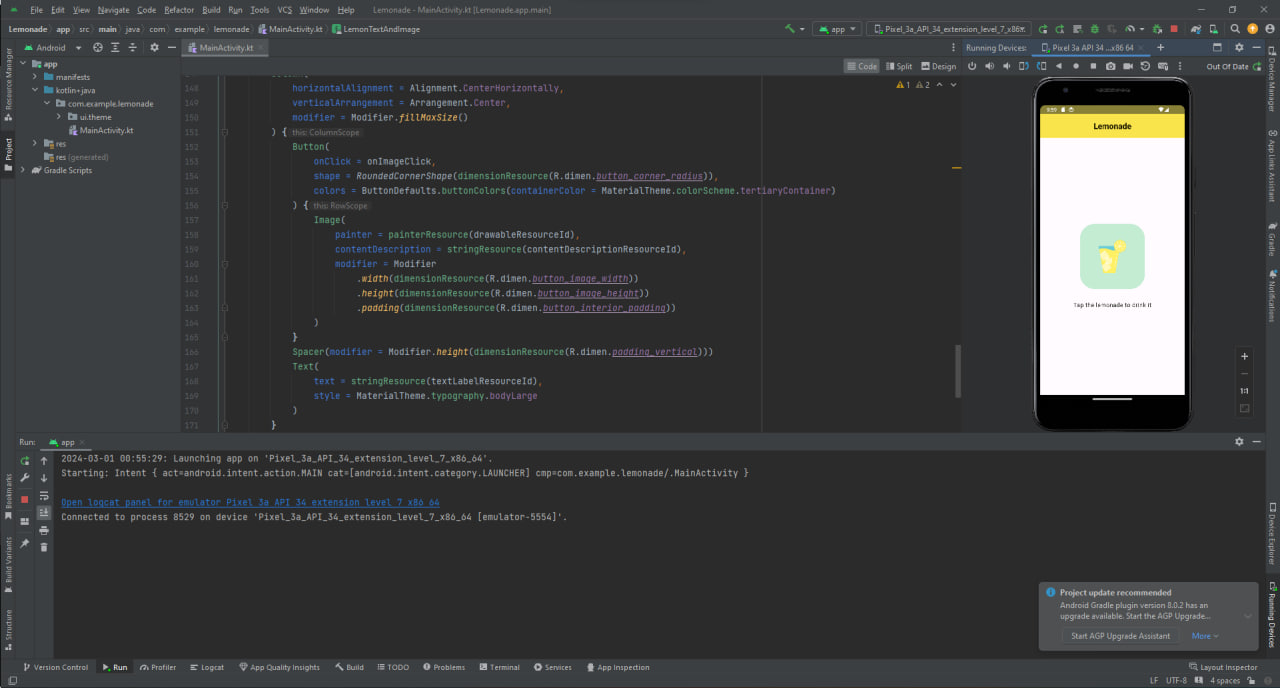 File Edit View Navigate Code Refactor Build Run Tools VCS Window Help Lemonade - MainActivity.kt [Lemonade.app.main]
Lemonade app src main java com example lemonade MainActivity.kt LemonTextAndImage app Pixel_3a_API_34_extension_level_7_x86
Android MainActivity.kt Running Devices: Pixel 3a API 34 ...x86 64
Code Split Design Out Of Date
Resource Manager
Project
Bookmarks
Build Variants
Structure
app
manifests
kotlin+java
com.example.lemonade
ui.theme
MainActivity.kt
res
res (generated)
Gradle Scripts
148 horizontalAlignment = Alignment.CenterHorizontally,
149 verticalArrangement = Arrangement.Center,
150 modifier = Modifier.fillMaxSize()
151 ) { this: ColumnScope
152 Button(
153 onClick = onImageClick,
154 shape = RoundedCornerShape(dimensionResource(R.dimen.button_corner_radius)),
155 colors = ButtonDefaults.buttonColors(containerColor = MaterialTheme.colorScheme.tertiaryContainer)
156 ) { this: RowScope
157 Image(
158 painter = painterResource(drawableResourceId),
159 contentDescription = stringResource(contentDescriptionResourceId),
160 modifier = Modifier
161 .width(dimensionResource(R.dimen.button_image_width))
162 .height(dimensionResource(R.dimen.button_image_height))
163 .padding(dimensionResource(R.dimen.button_interior_padding))
164 )
165 }
166 Spacer(modifier = Modifier.height(dimensionResource(R.dimen.padding_vertical)))
167 Text(
168 text = stringResource(textLabelResourceId),
169 style = MaterialTheme.typography.bodyLarge
170 )
171 }
1 2
9:59
Lemonade
Tap the lemonade to drink it
1:1
Device Manager
App Links Assistant
Gradle
Notifications
Device Explorer
Running Devices
Run: app
2024-03-01 00:55:29: Launching app on 'Pixel_3a_API_34_extension_level_7_x86_64'.
Starting: Intent { act=android.intent.action.MAIN cat=[android.intent.category.LAUNCHER] cmp=com.example.lemonade/.MainActivity }
Open logcat panel for emulator Pixel 3a API 34 extension level 7 x86 64
Connected to process 8529 on device 'Pixel_3a_API_34_extension_level_7_x86_64 [emulator-5554]'.
Project update recommended
Android Gradle plugin version 8.0.2 has an
upgrade available. Start the AGP Upgrade...
Start AGP Upgrade Assistant More
Version Control Run Profiler Logcat App Quality Insights Build TODO Problems Terminal Services App Inspection Layout Inspector
LF UTF-8 4 spaces